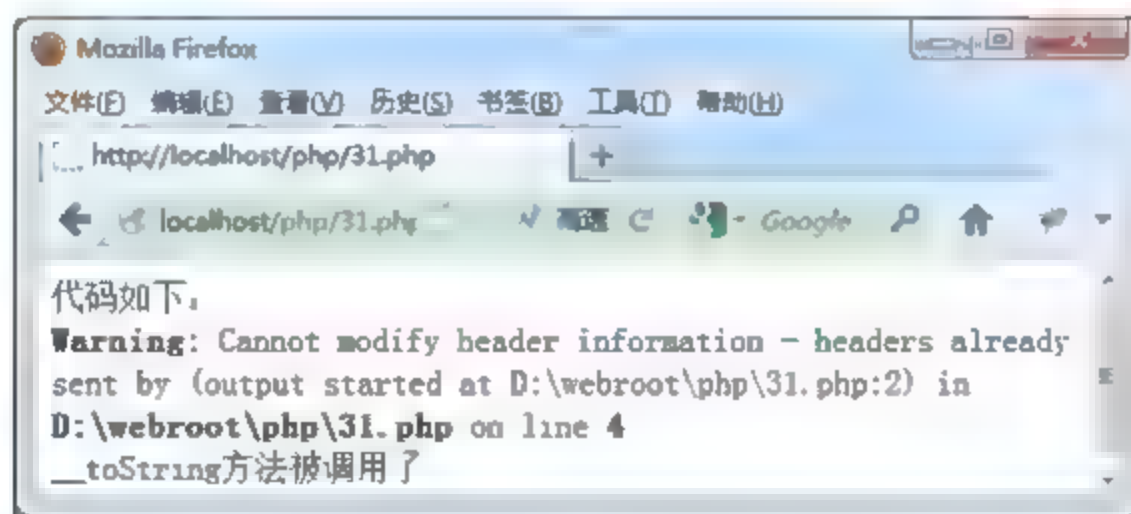 Mozilla Firefox
文件(F) 编辑(E) 查看(V) 历史(S) 书签(B) 工具(T) 帮助(H)
http://localhost/php/31.php +
localhost/php/31.php Google
代码如下:
Warning: Cannot modify header information - headers already
sent by (output started at D:\webroot\php\31.php:2) in
D:\webroot\php\31.php on line 4
__toString方法被调用了